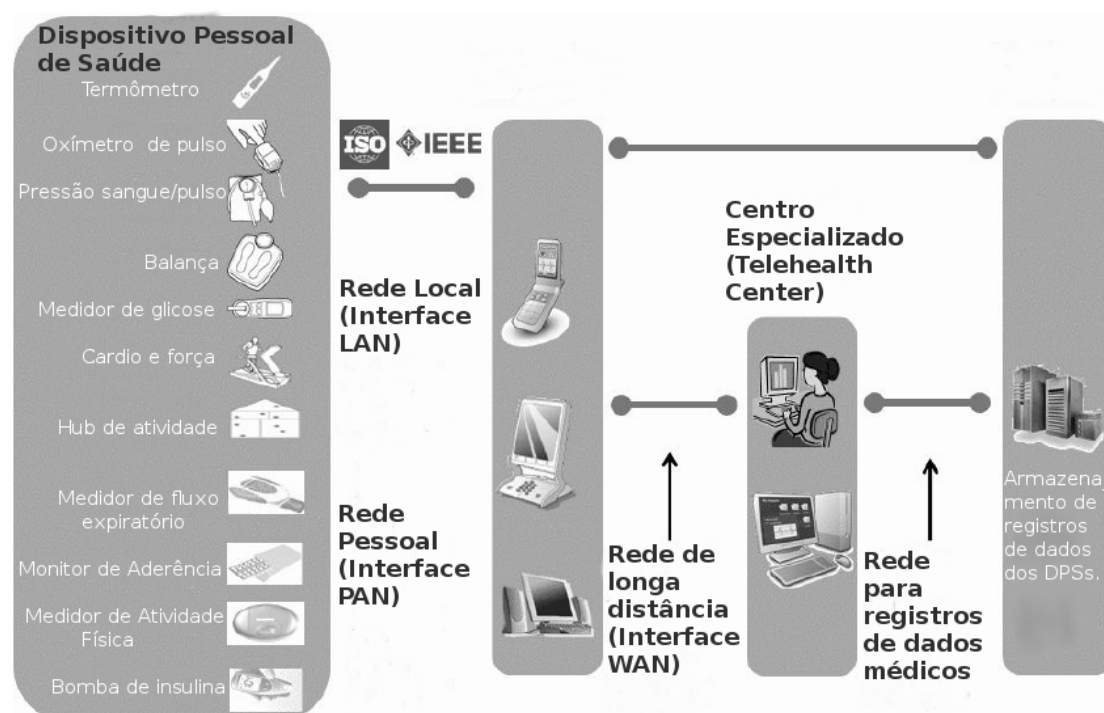 Dispositivo Pessoal
de Saúde
Termômetro
Oxímetro de pulso
Pressão sangue/pulso
Balança
Medidor de glicose
Cardio e força
Hub de atividade
Medidor de fluxo
expiratório
Monitor de Aderência
Medidor de Atividade
Física
Bomba de insulina
ISO
IEEE
Rede Local
(Interface
LAN)
Rede
Pessoal
(Interface
PAN)
Centro
Especializado
(Telehealth
Center)
Rede de
longa
distância
(Interface
WAN)
Rede
para
registros
de dados
médicos
Armazena
mento de
registros
de dados
dos DPSs.